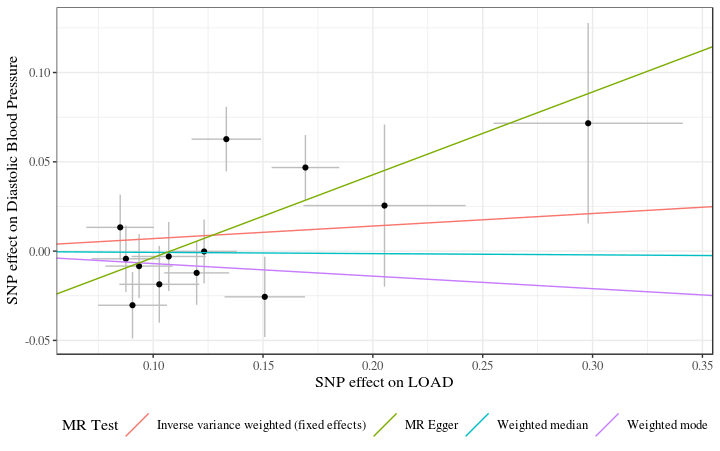 SNP effect on Diastolic Blood Pressure
0.10
0.05
0.00
-0.05
0.10 0.15 0.20 0.25 0.30 0.35
SNP effect on LOAD
MR Test Inverse variance weighted (fixed effects) MR Egger Weighted median Weighted mode